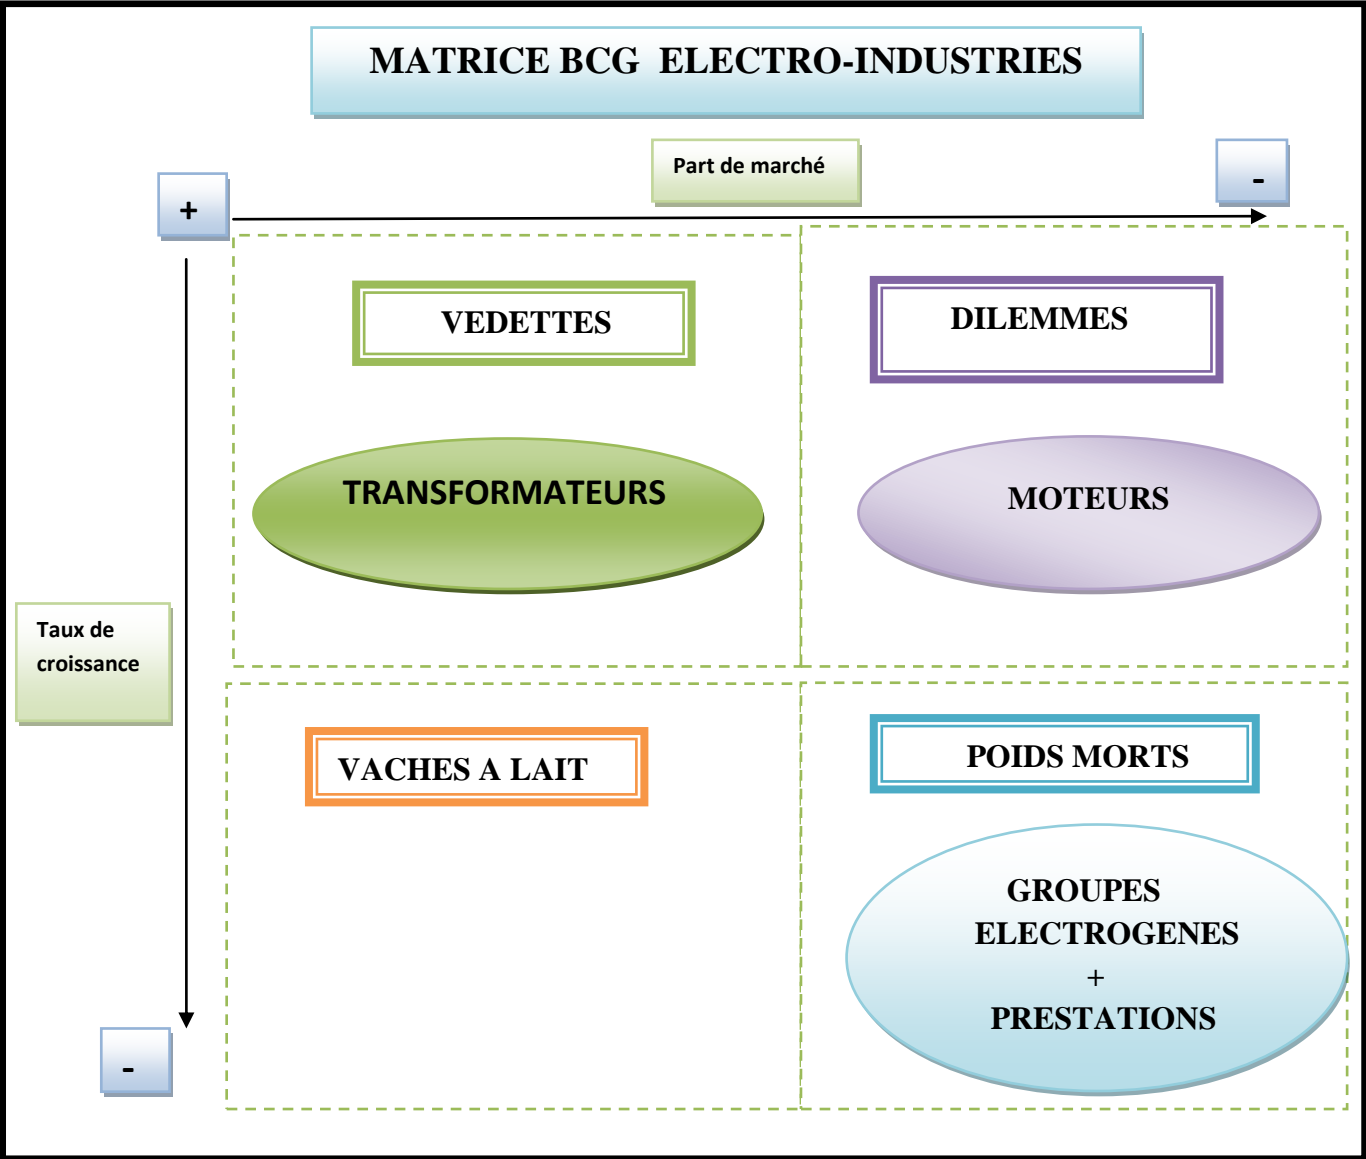 MATRICE BCG ELECTRO-INDUSTRIES
Part de marché
-
+
VEDETTES
DILEMMES
TRANSFORMATEURS
MOTEURS
Taux de
croissance
VACHES A LAIT
POIDS MORTS
GROUPES
ELECTROGENES
+
PRESTATIONS
-